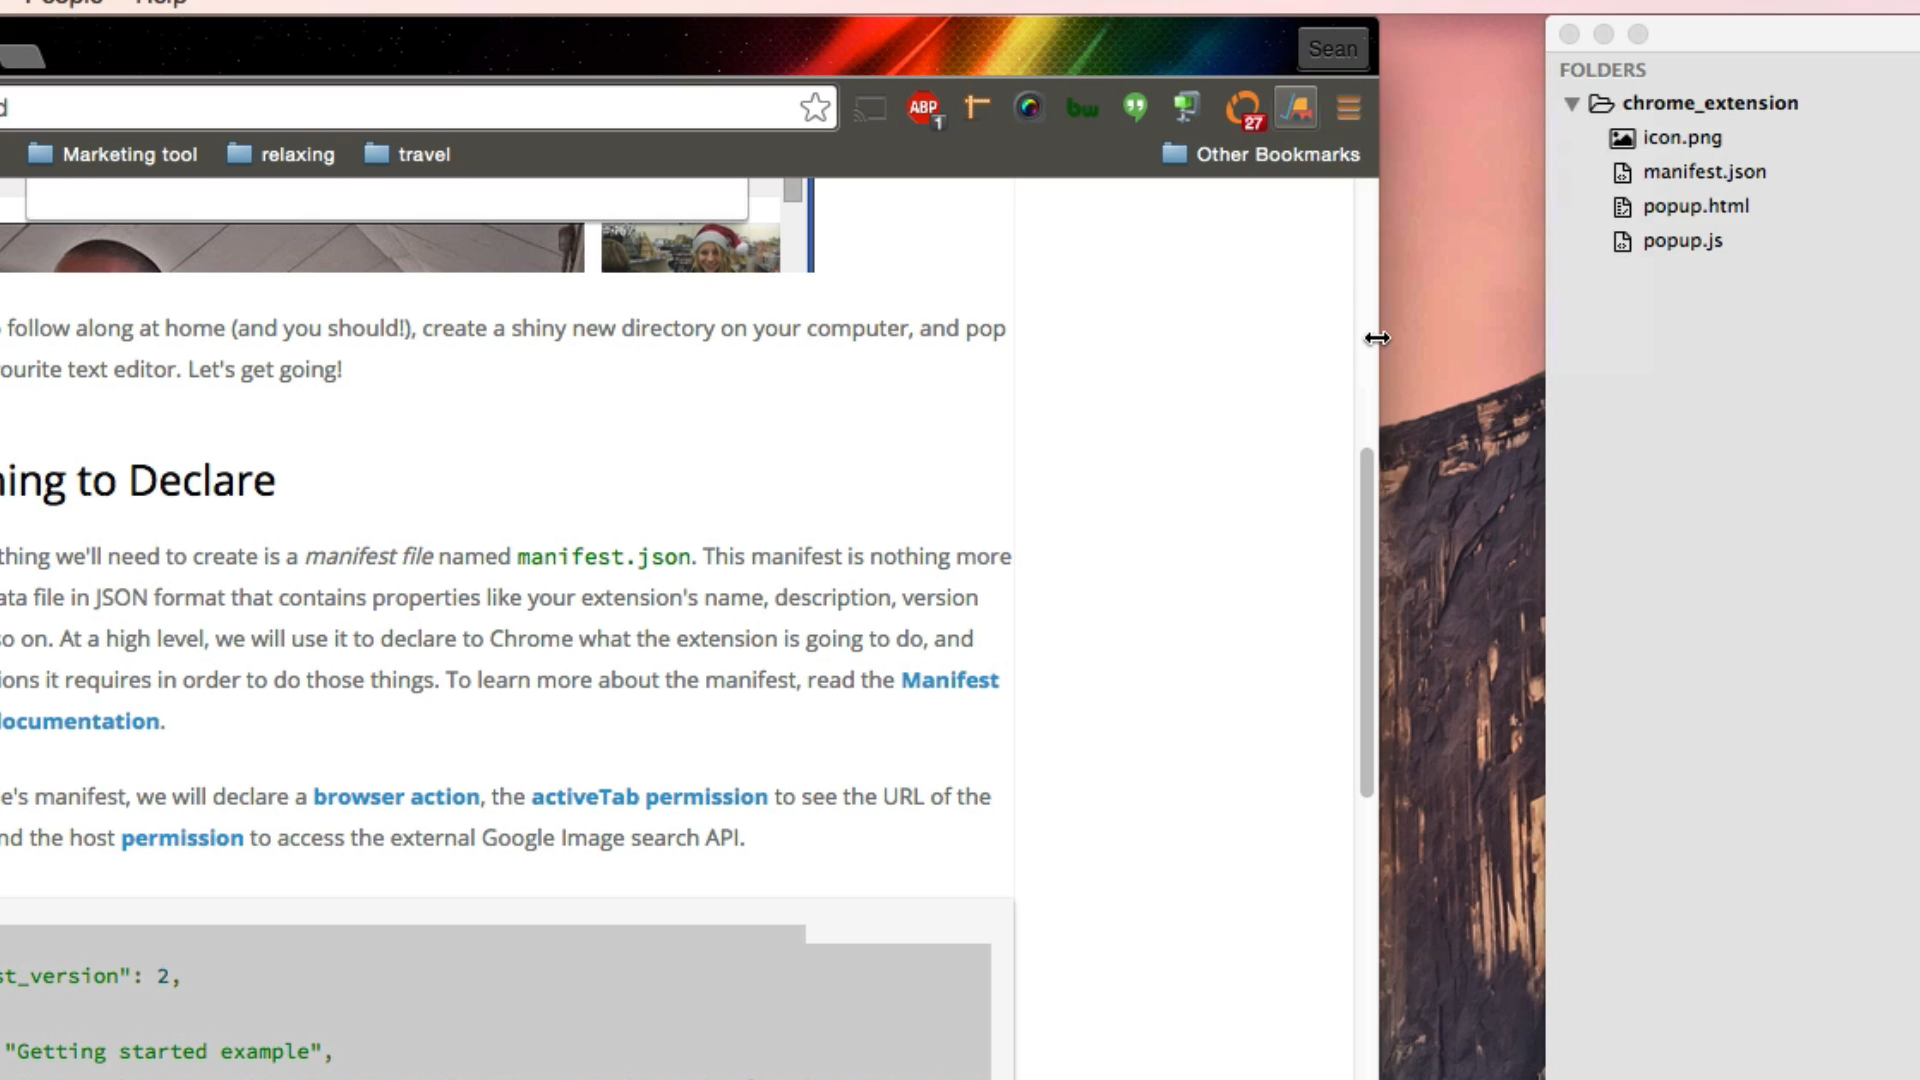 People Help
Sean
d
ABP
1
bw
27
Marketing tool relaxing travel Other Bookmarks
follow along at home (and you should!), create a shiny new directory on your computer, and pop
ourite text editor. Let's get going!
ing to Declare
thing we'll need to create is a manifest file named manifest.json. This manifest is nothing more
ata file in JSON format that contains properties like your extension's name, description, version
so on. At a high level, we will use it to declare to Chrome what the extension is going to do, and
ions it requires in order to do those things. To learn more about the manifest, read the Manifest
documentation.
e's manifest, we will declare a browser action, the activeTab permission to see the URL of the
nd the host permission to access the external Google Image search API.
st_version": 2,
"Getting started example",
FOLDERS
chrome_extension
icon.png
manifest.json
popup.html
popup.js